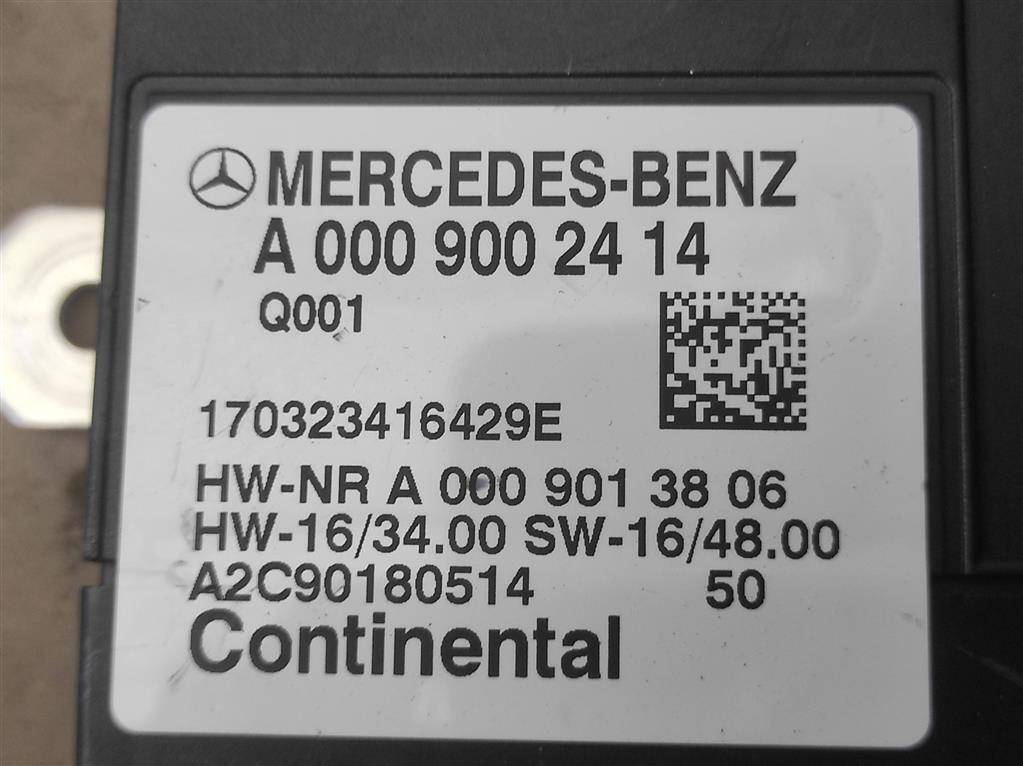 MERCEDES-BENZ
A 000 900 24 14
Q001
170323416429E
HW-NR A 000 901 38 06
HW-16/34.00 SW-16/48.00
A2C90180514 50
Continental